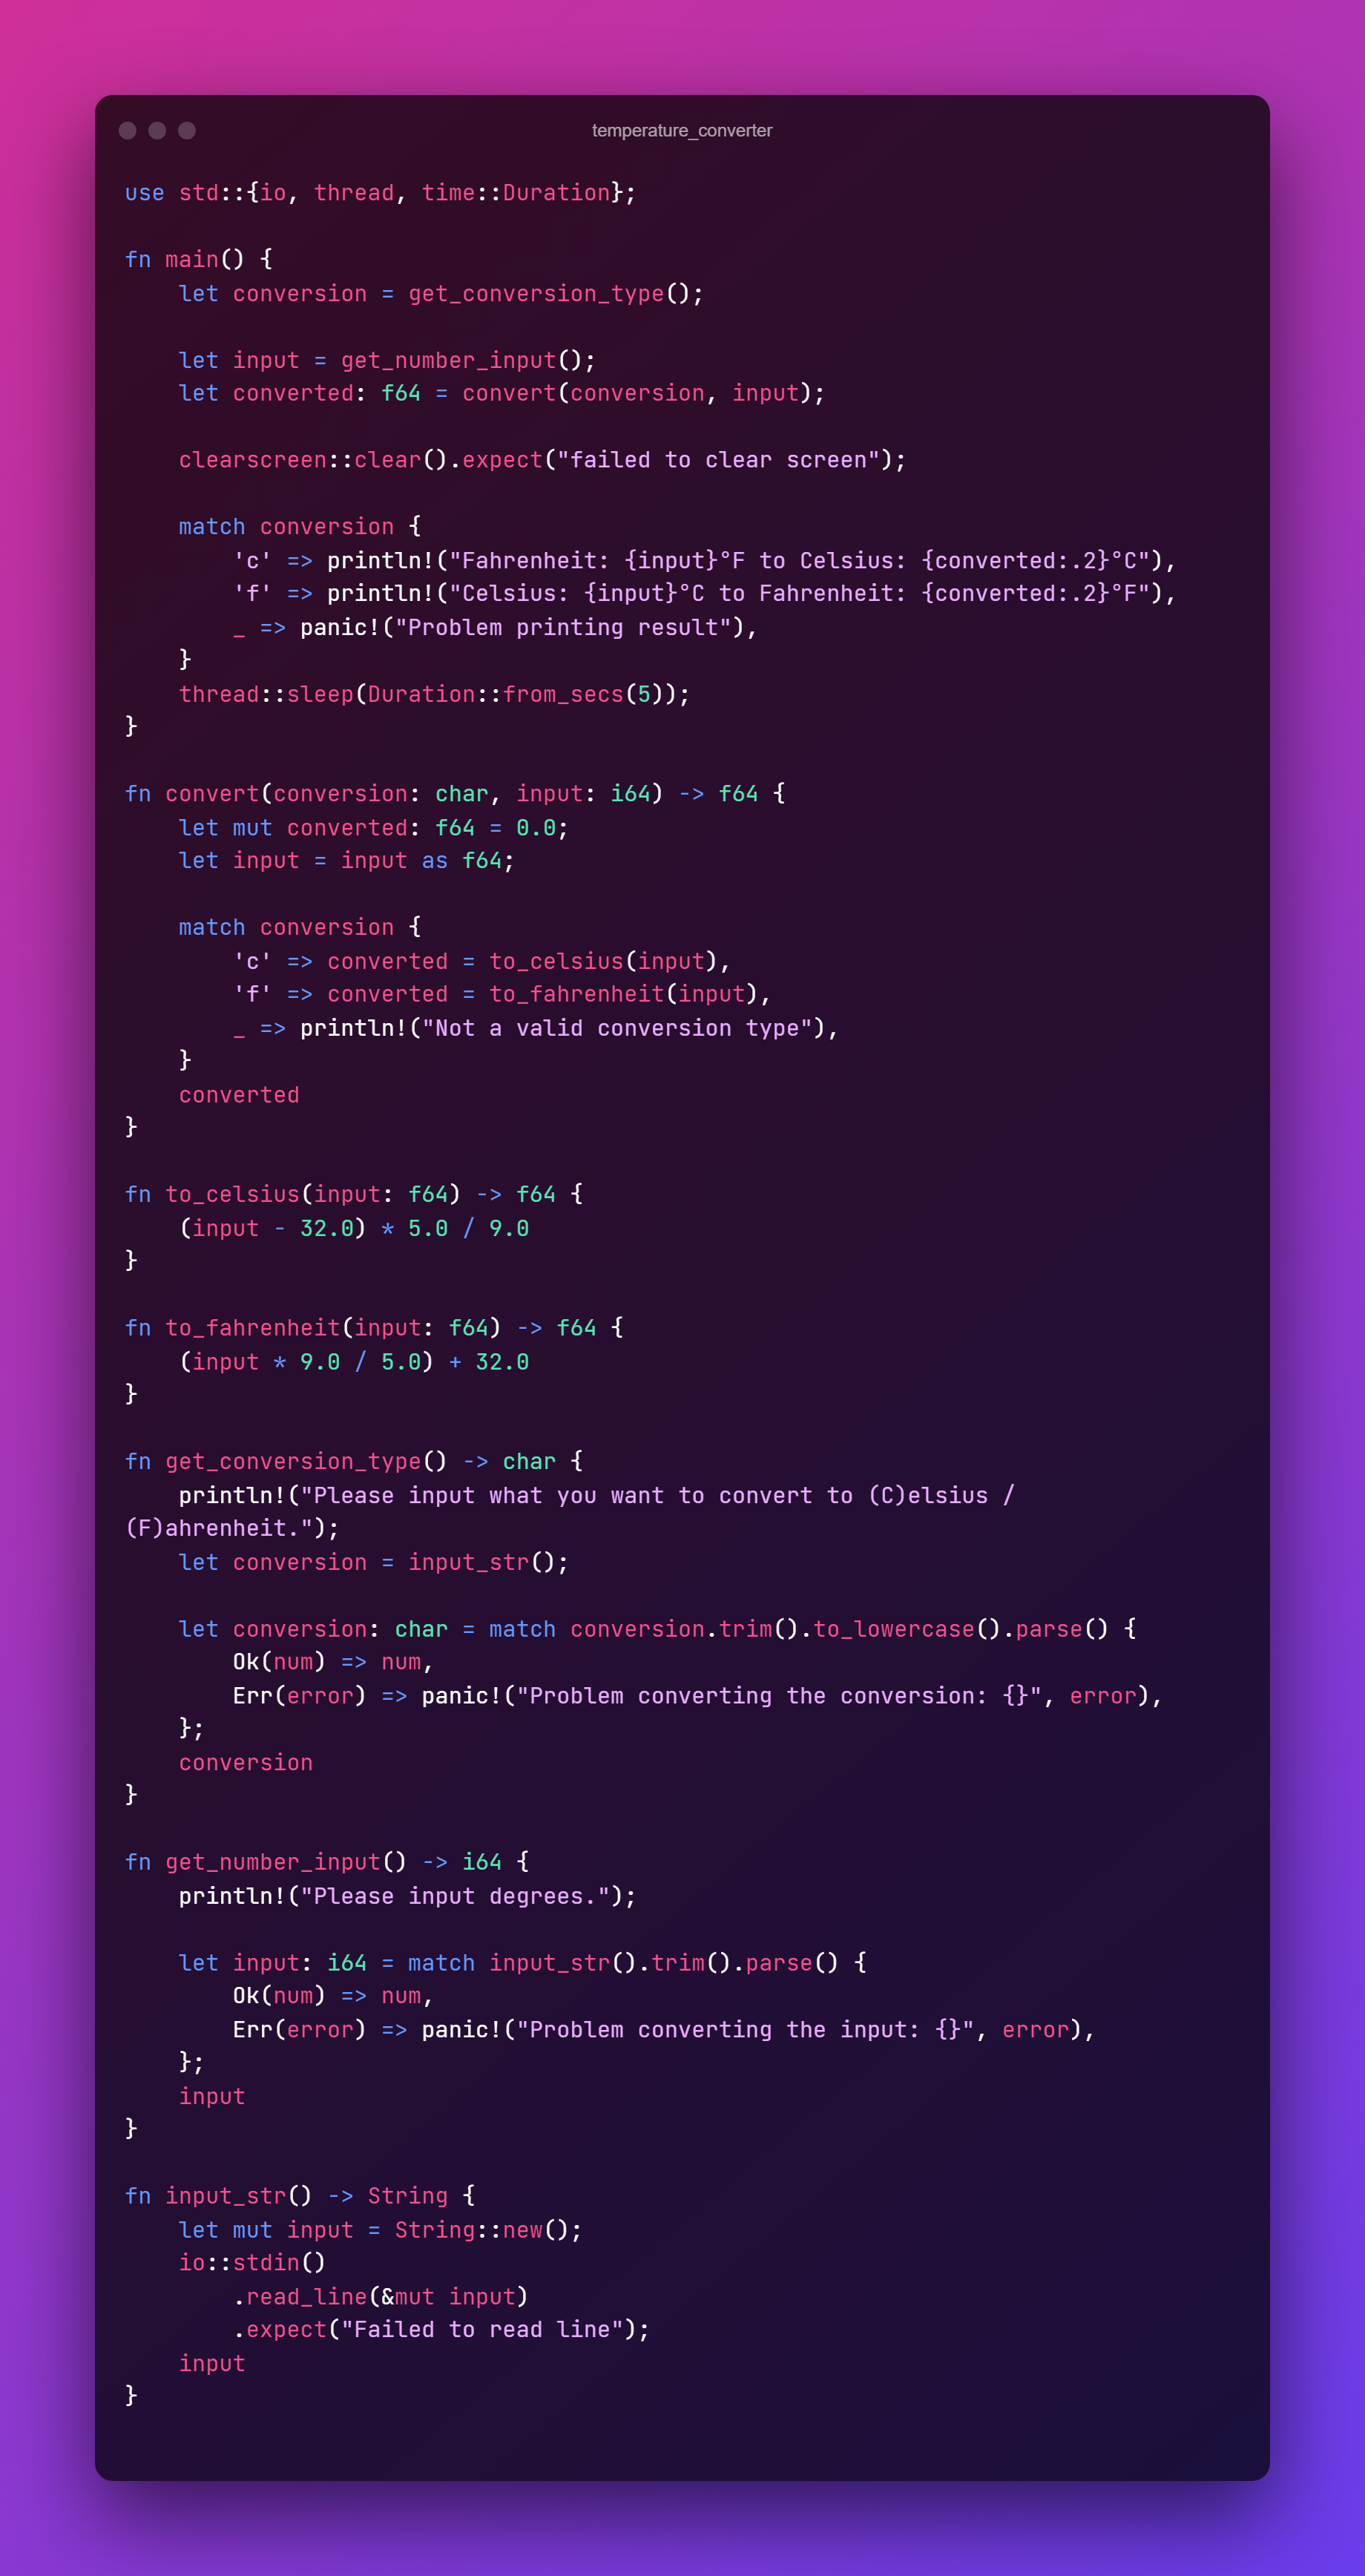 temperature_converter
use std::{io, thread, time::Duration};
fn main() {
    let conversion = get_conversion_type();
    let input = get_number_input();
    let converted: f64 = convert(conversion, input);
    clearscreen::clear().expect("failed to clear screen");
    match conversion {
        'c' => println!("Fahrenheit: {input}°F to Celsius: {converted:.2}°C"),
        'f' => println!("Celsius: {input}°C to Fahrenheit: {converted:.2}°F"),
        _ => panic!("Problem printing result"),
    }
    thread::sleep(Duration::from_secs(5));
}
fn convert(conversion: char, input: i64) -> f64 {
    let mut converted: f64 = 0.0;
    let input = input as f64;
    match conversion {
        'c' => converted = to_celsius(input),
        'f' => converted = to_fahrenheit(input),
        _ => println!("Not a valid conversion type"),
    }
    converted
}
fn to_celsius(input: f64) -> f64 {
    (input - 32.0) * 5.0 / 9.0
}
fn to_fahrenheit(input: f64) -> f64 {
    (input * 9.0 / 5.0) + 32.0
}
fn get_conversion_type() -> char {
    println!("Please input what you want to convert to (C)elsius /
(F)ahrenheit.");
    let conversion = input_str();
    let conversion: char = match conversion.trim().to_lowercase().parse() {
        Ok(num) => num,
        Err(error) => panic!("Problem converting the conversion: {}", error),
    };
    conversion
}
fn get_number_input() -> i64 {
    println!("Please input degrees.");
    let input: i64 = match input_str().trim().parse() {
        Ok(num) => num,
        Err(error) => panic!("Problem converting the input: {}", error),
    };
    input
}
fn input_str() -> String {
    let mut input = String::new();
    io::stdin()
        .read_line(&mut input)
        .expect("Failed to read line");
    input
}